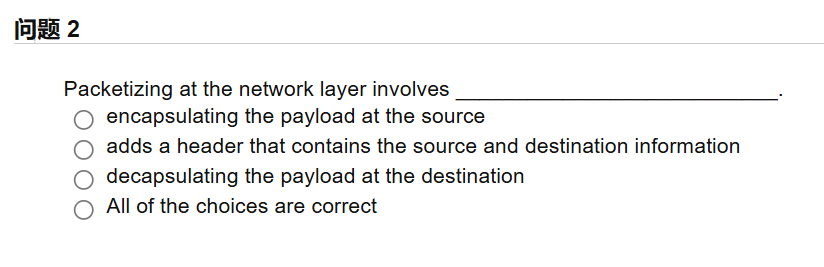 问题 2
Packetizing at the network layer involves ____________________________.
encapsulating the payload at the source
adds a header that contains the source and destination information
decapsulating the payload at the destination
All of the choices are correct